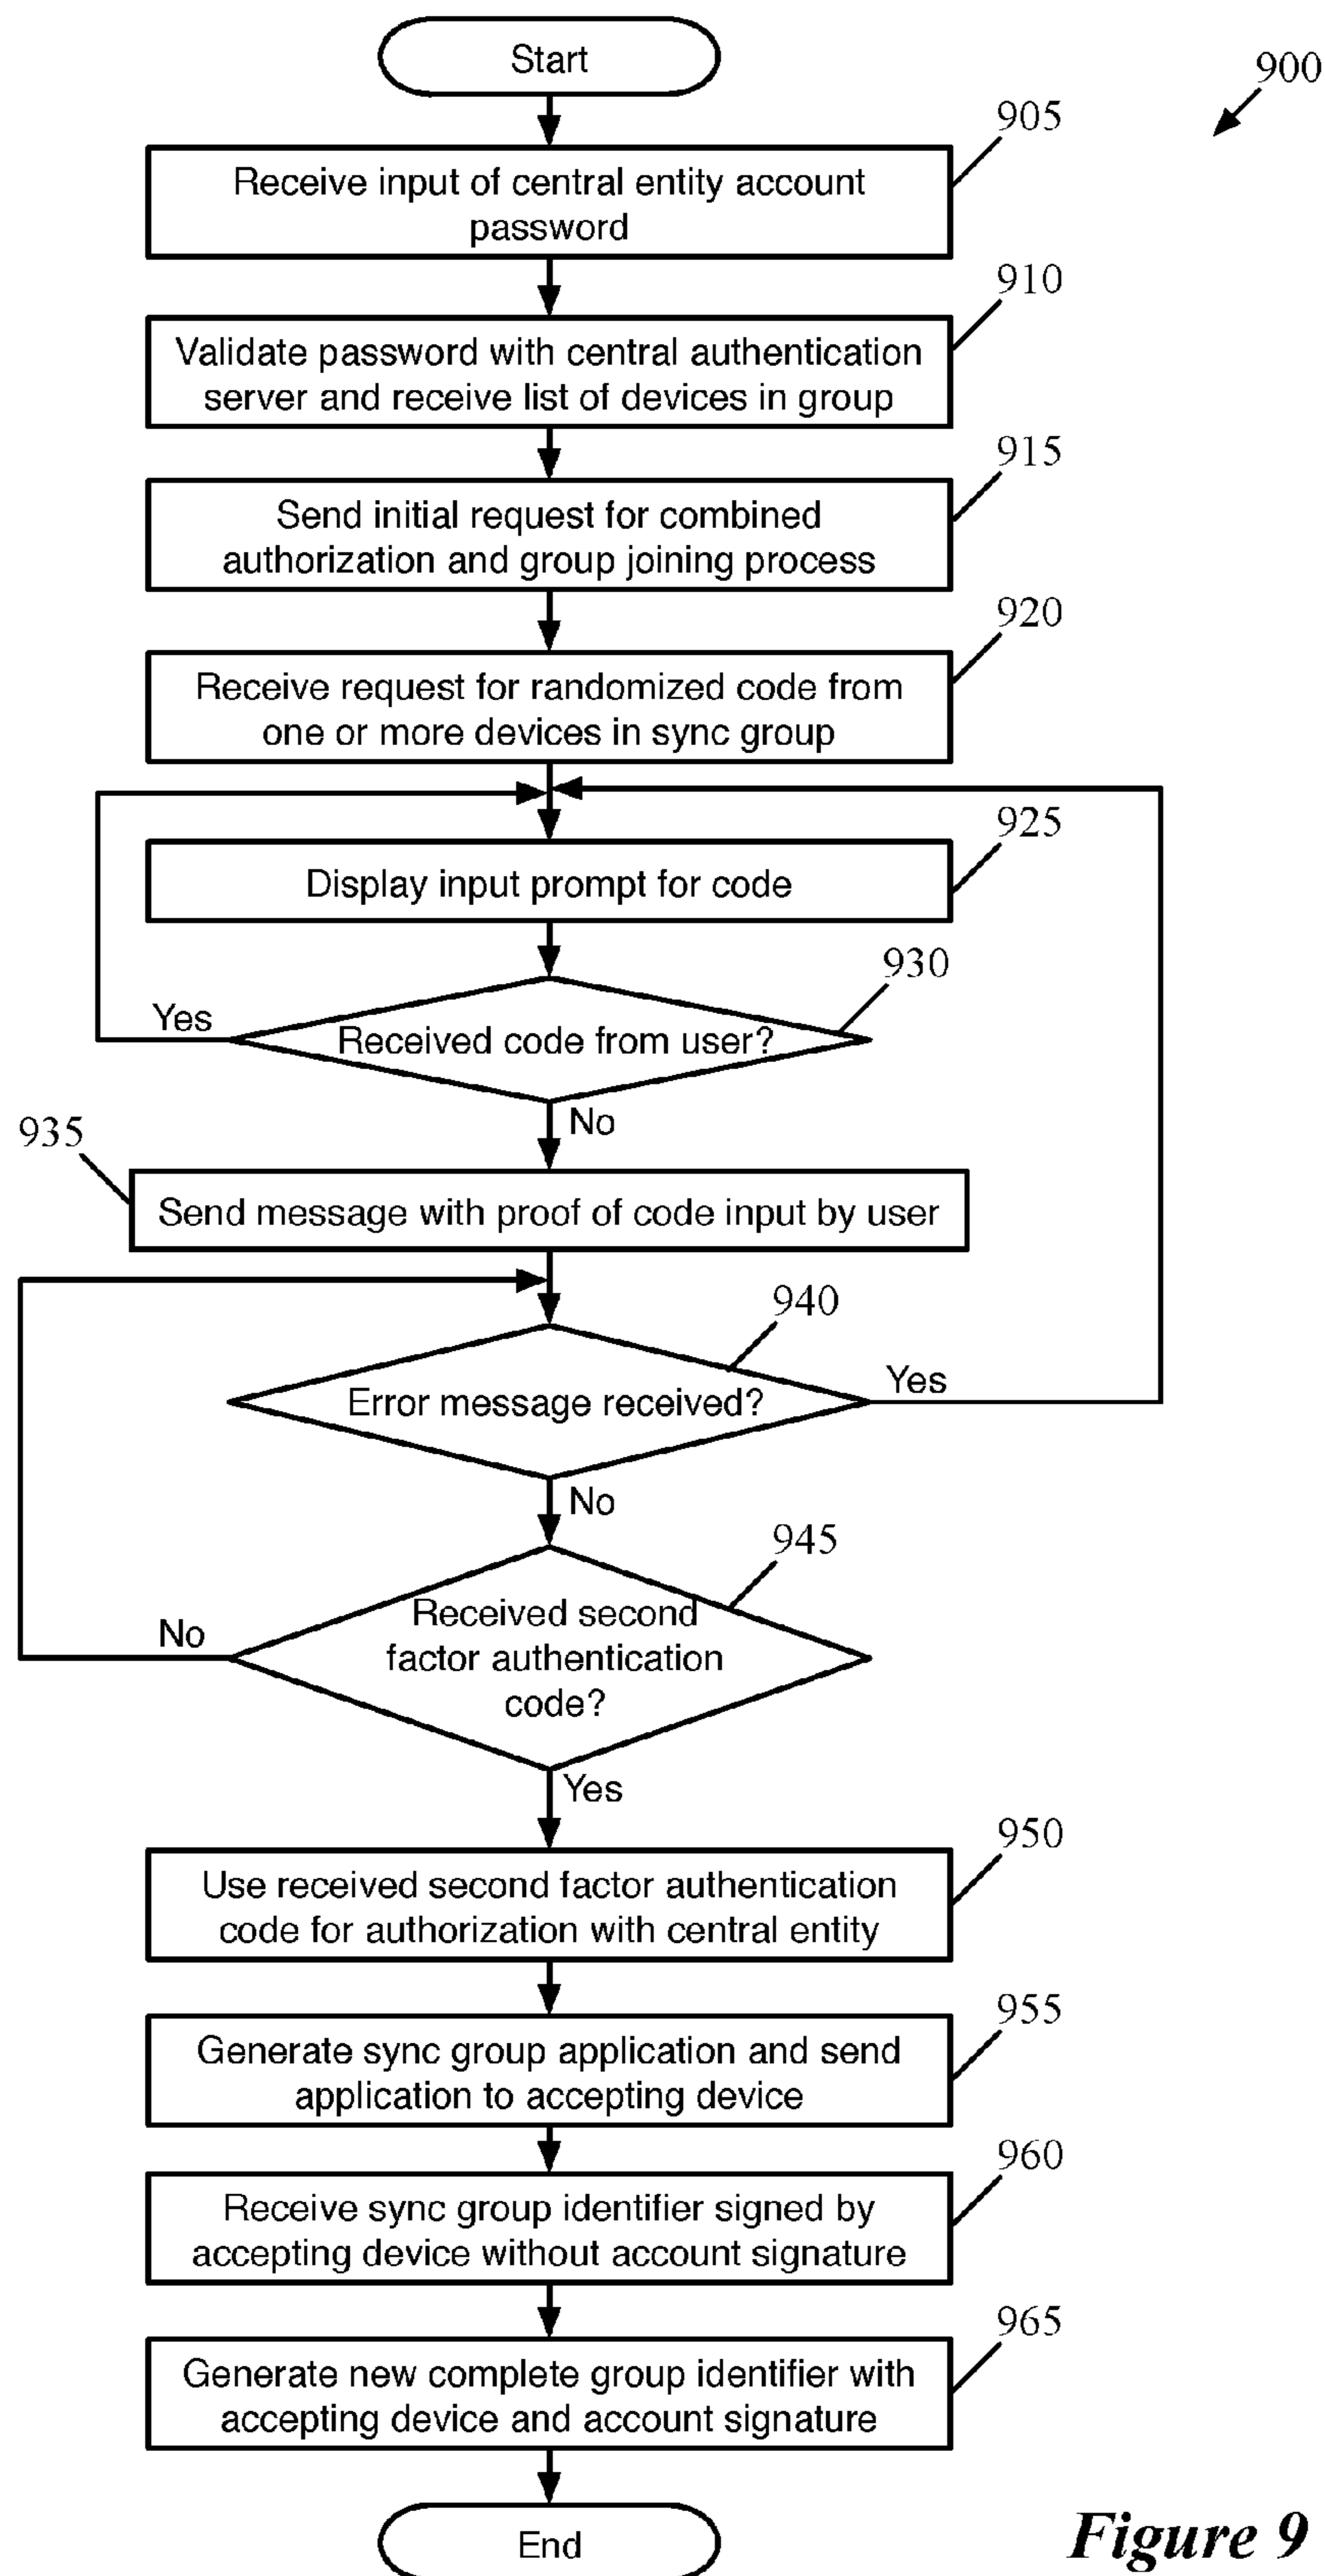 Start
900
905
Receive input of central entity account
password
910
Validate password with central authentication
server and receive list of devices in group
915
Send initial request for combined
authorization and group joining process
920
Receive request for randomized code from
one or more devices in sync group
925
Display input prompt for code
930
Yes
Received code from user?
No
935
Send message with proof of code input by user
940
Error message received?
Yes
No
945
Received second
factor authentication
code?
No
Yes
950
Use received second factor authentication
code for authorization with central entity
955
Generate sync group application and send
application to accepting device
960
Receive sync group identifier signed by
accepting device without account signature
965
Generate new complete group identifier with
accepting device and account signature
End
Figure 9